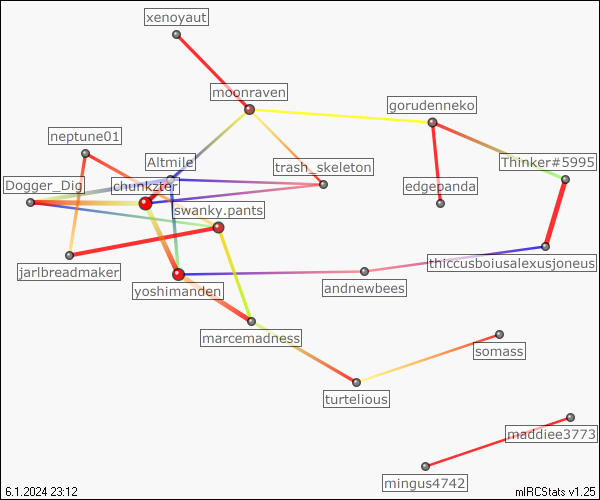 xenoyaut
moonraven
gorudenneko
neptune01
Altmile
trash_skeleton
Thinker#5995
Dogger_Dig
chunkzter
edgepanda
swanky.pants
jarlbreadmaker
thiccusboiusalexusjoneus
yoshimanden
andnewbees
marcemadness
somass
turtelious
maddiee3773
mingus4742
6.1.2024 23:12
mIRCStats v1.25